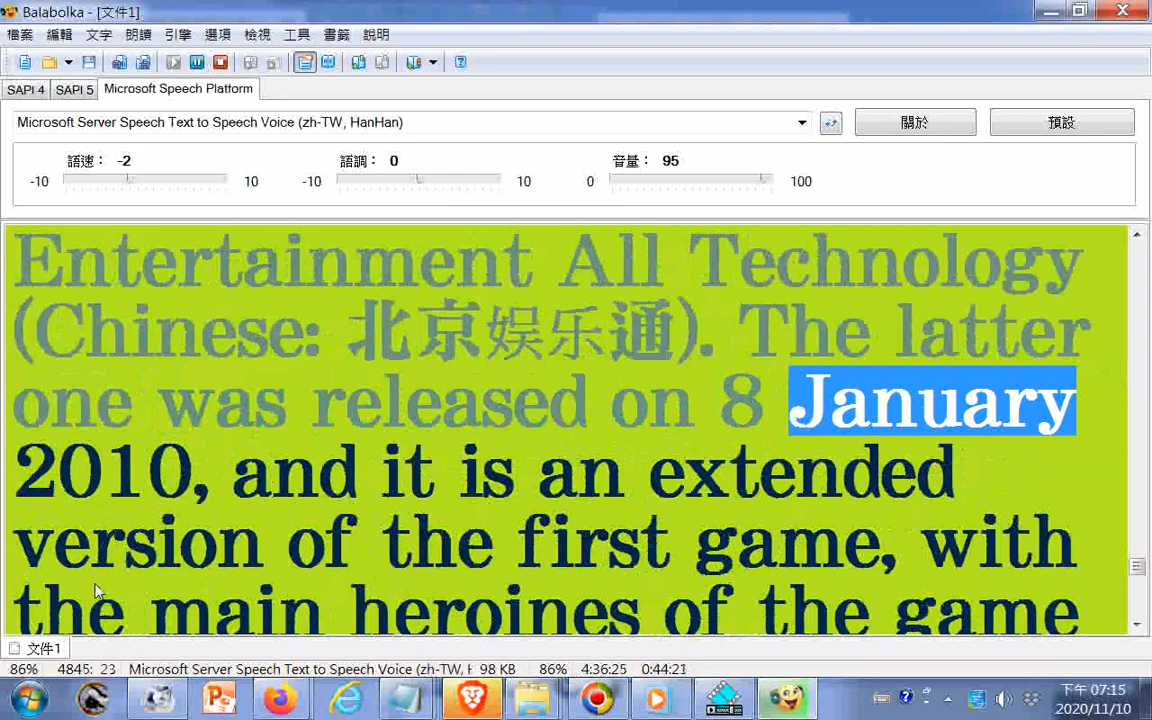 Balabolka - [文件1]
檔案 編輯 文字 朗讀 引擎 選項 檢視 工具 書籤 說明
SAPI 4 SAPI 5 Microsoft Speech Platform
Microsoft Server Speech Text to Speech Voice (zh-TW, HanHan) 關於 預設
語速： -2 語調： 0 音量： 95
-10 10 -10 10 0 100
Entertainment All Technology
(Chinese: 北京娱乐通). The latter
one was released on 8 January
2010, and it is an extended
version of the first game, with
the main heroines of the game
文件1
86% 4845: 23 Microsoft Server Speech Text to Speech Voice (zh-TW, 98 KB 86% 4:36:25 0:44:21
下午 07:15
2020/11/10